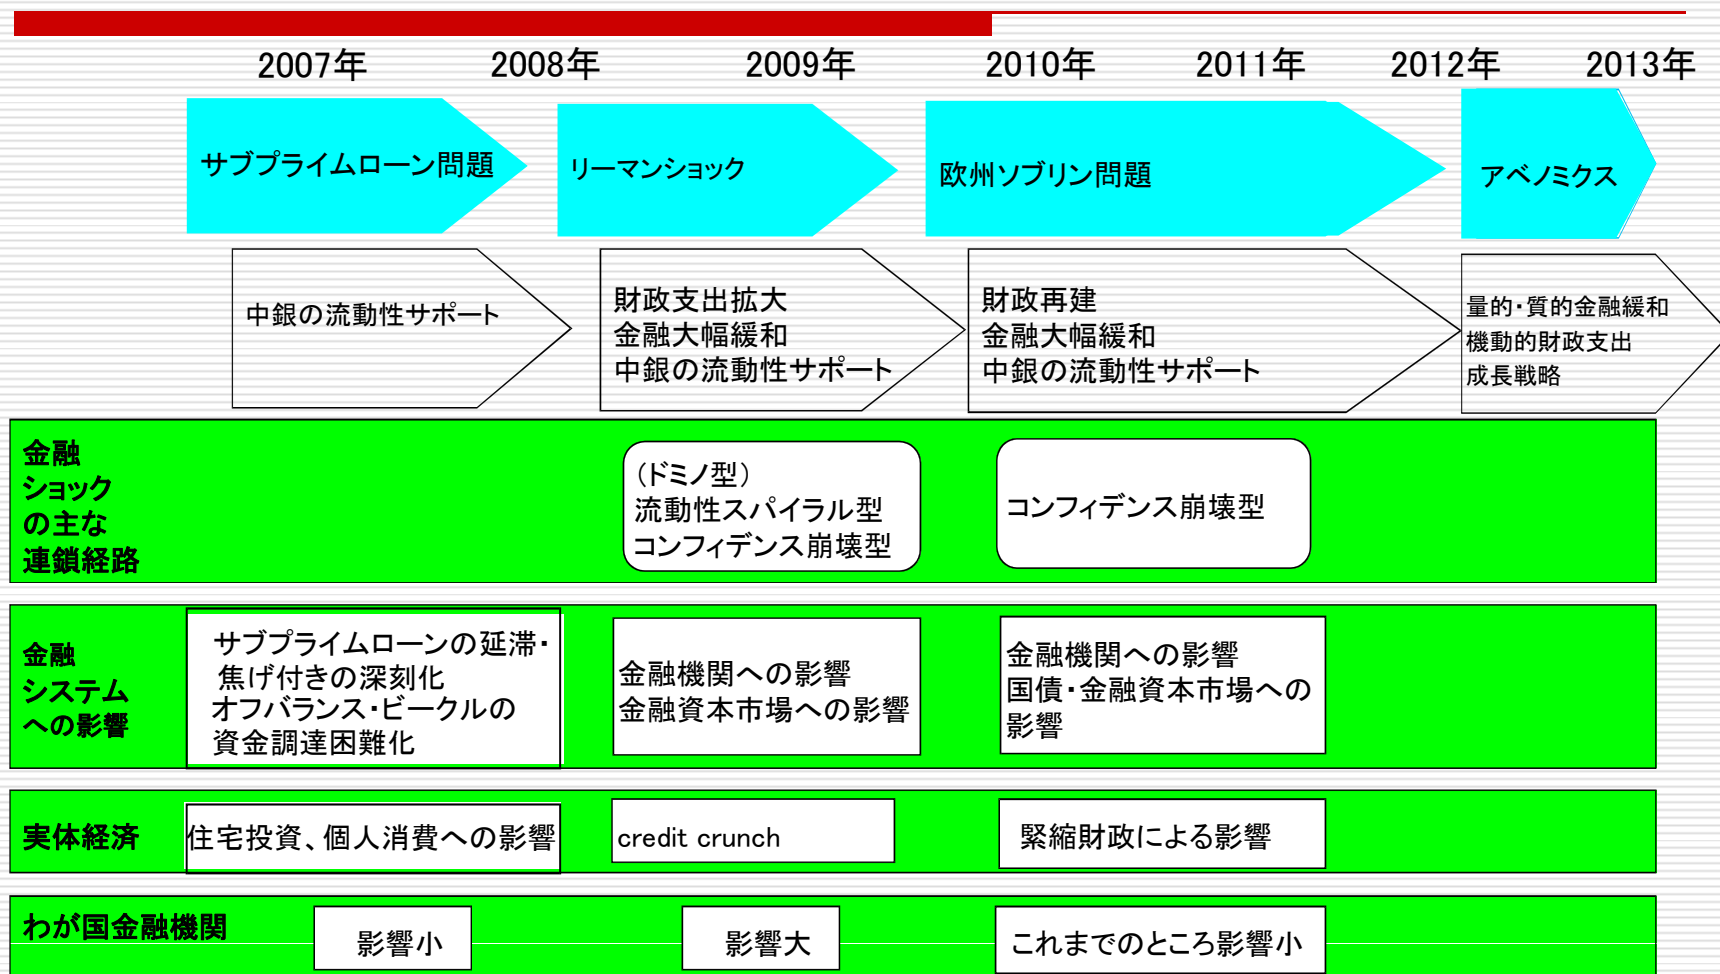 2007年 2008年 2009年 2010年 2011年 2012年 2013年
サブプライムローン問題
リーマンショック
欧州ソブリン問題
アベノミクス
中銀の流動性サポート
財政支出拡大
金融大幅緩和
中銀の流動性サポート
財政再建
金融大幅緩和
中銀の流動性サポート
量的・質的金融緩和
機動的財政支出
成長戦略
金融
ショック
の主な
連鎖経路
(ドミノ型)
流動性スパイラル型
コンフィデンス崩壊型
コンフィデンス崩壊型
金融
システム
への影響
サブプライムローンの延滞・
焦げ付きの深刻化
オフバランス・ビークルの
資金調達困難化
金融機関への影響
金融資本市場への影響
金融機関への影響
国債・金融資本市場への
影響
実体経済
住宅投資、個人消費への影響
credit crunch
緊縮財政による影響
わが国金融機関
影響小
影響大
これまでのところ影響小